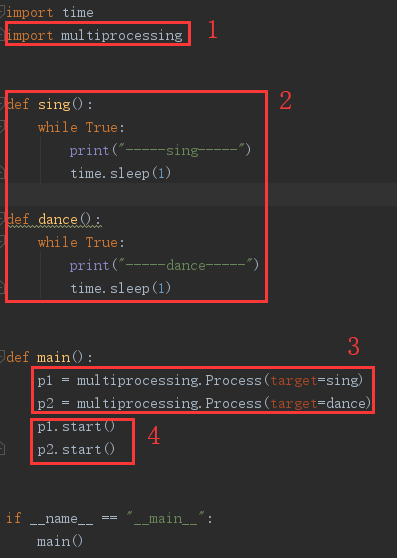 import time
import multiprocessing 1
def sing(): 2
    while True:
        print("-----sing-----")
        time.sleep(1)
def dance():
    while True:
        print("-----dance-----")
        time.sleep(1)
def main(): 3
    p1 = multiprocessing.Process(target=sing)
    p2 = multiprocessing.Process(target=dance)
    p1.start() 4
    p2.start()
if __name__ == "__main__":
    main()